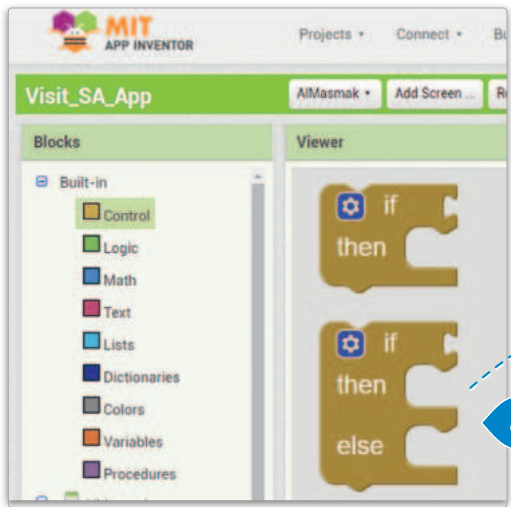 MIT
APP INVENTOR
Projects
Connect
Visit_SA_App
AlMasmak
Add Screen ...
Blocks
Viewer
Built-in
Control
Logic
Math
Text
Lists
Dictionaries
Colors
Variables
Procedures
if
then
if
then
else